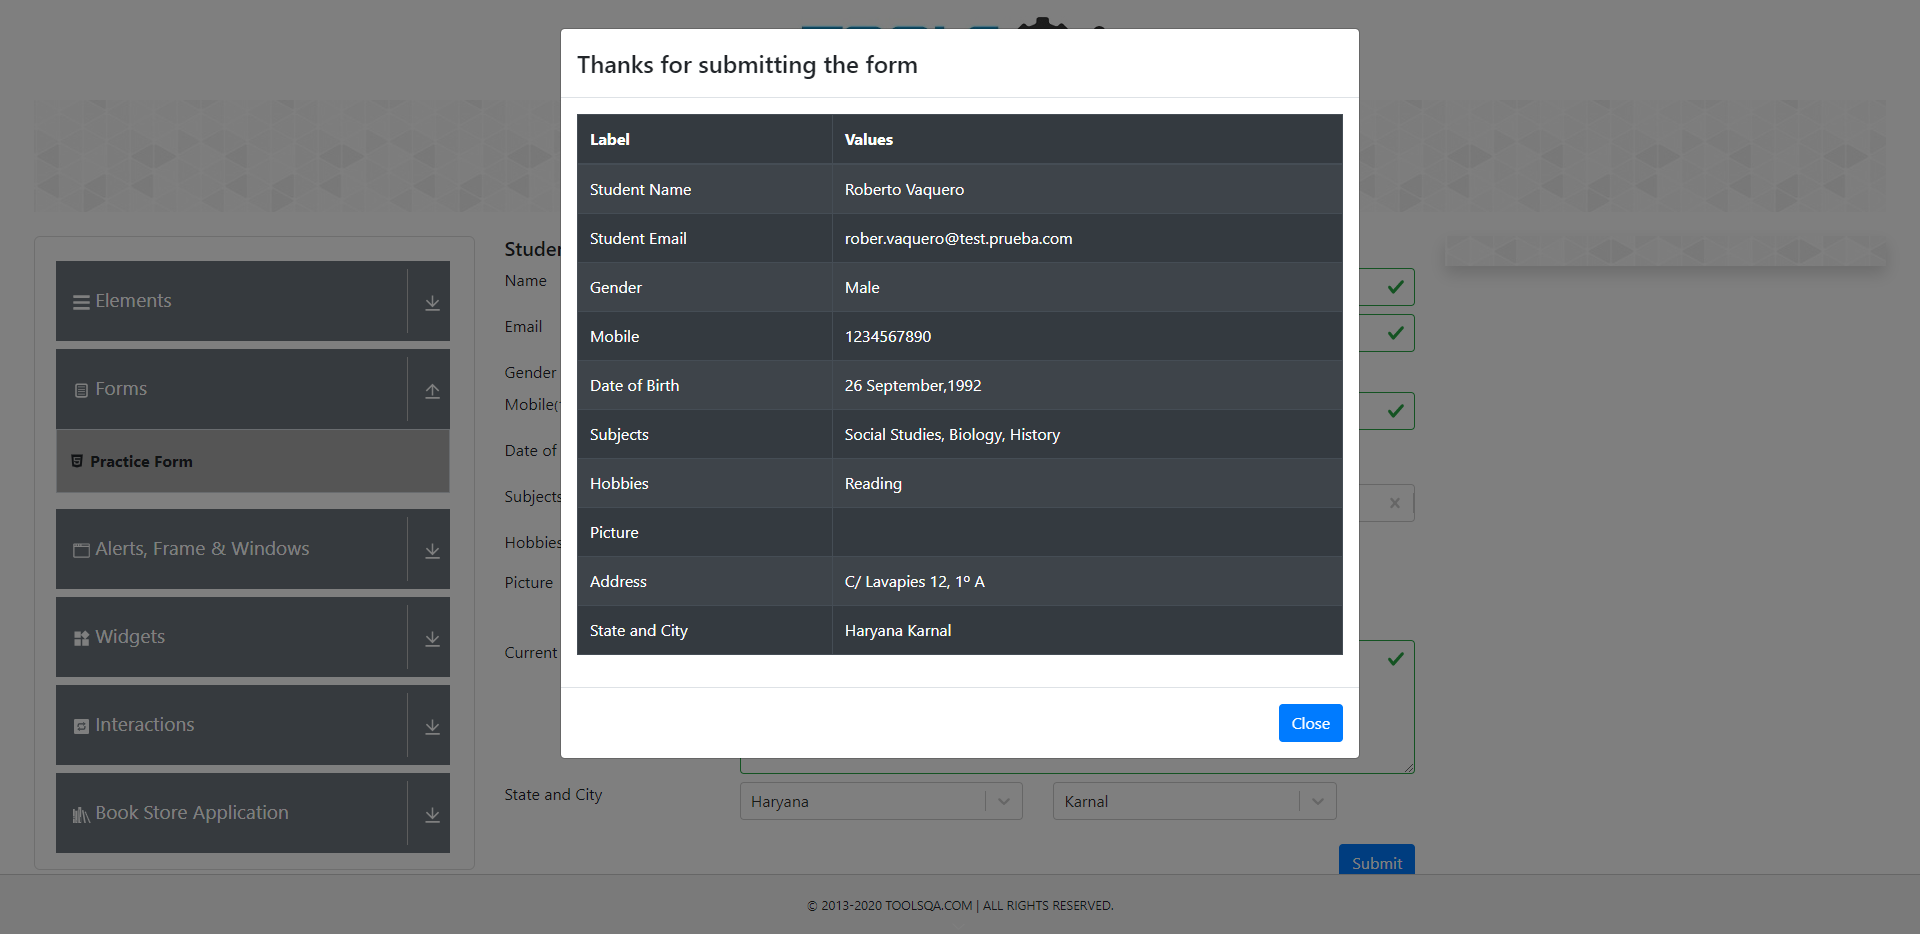 Thanks for submitting the form
Label Values
Student Name Roberto Vaquero
Student Email rober.vaquero@test.prueba.com
Gender Male
Mobile 1234567890
Date of Birth 26 September,1992
Subjects Social Studies, Biology, History
Hobbies Reading
Picture
Address C/ Lavapies 12, 1º A
State and City Haryana Karnal
Close
Elements
Forms
Practice Form
Alerts, Frame & Windows
Widgets
Interactions
Book Store Application
Name
Email
Gender
Date of
Subjects
Hobbies
Picture
Current
State and City Haryana Karnal
Submit
© 2013-2020 TOOLSQA.COM | ALL RIGHTS RESERVED.